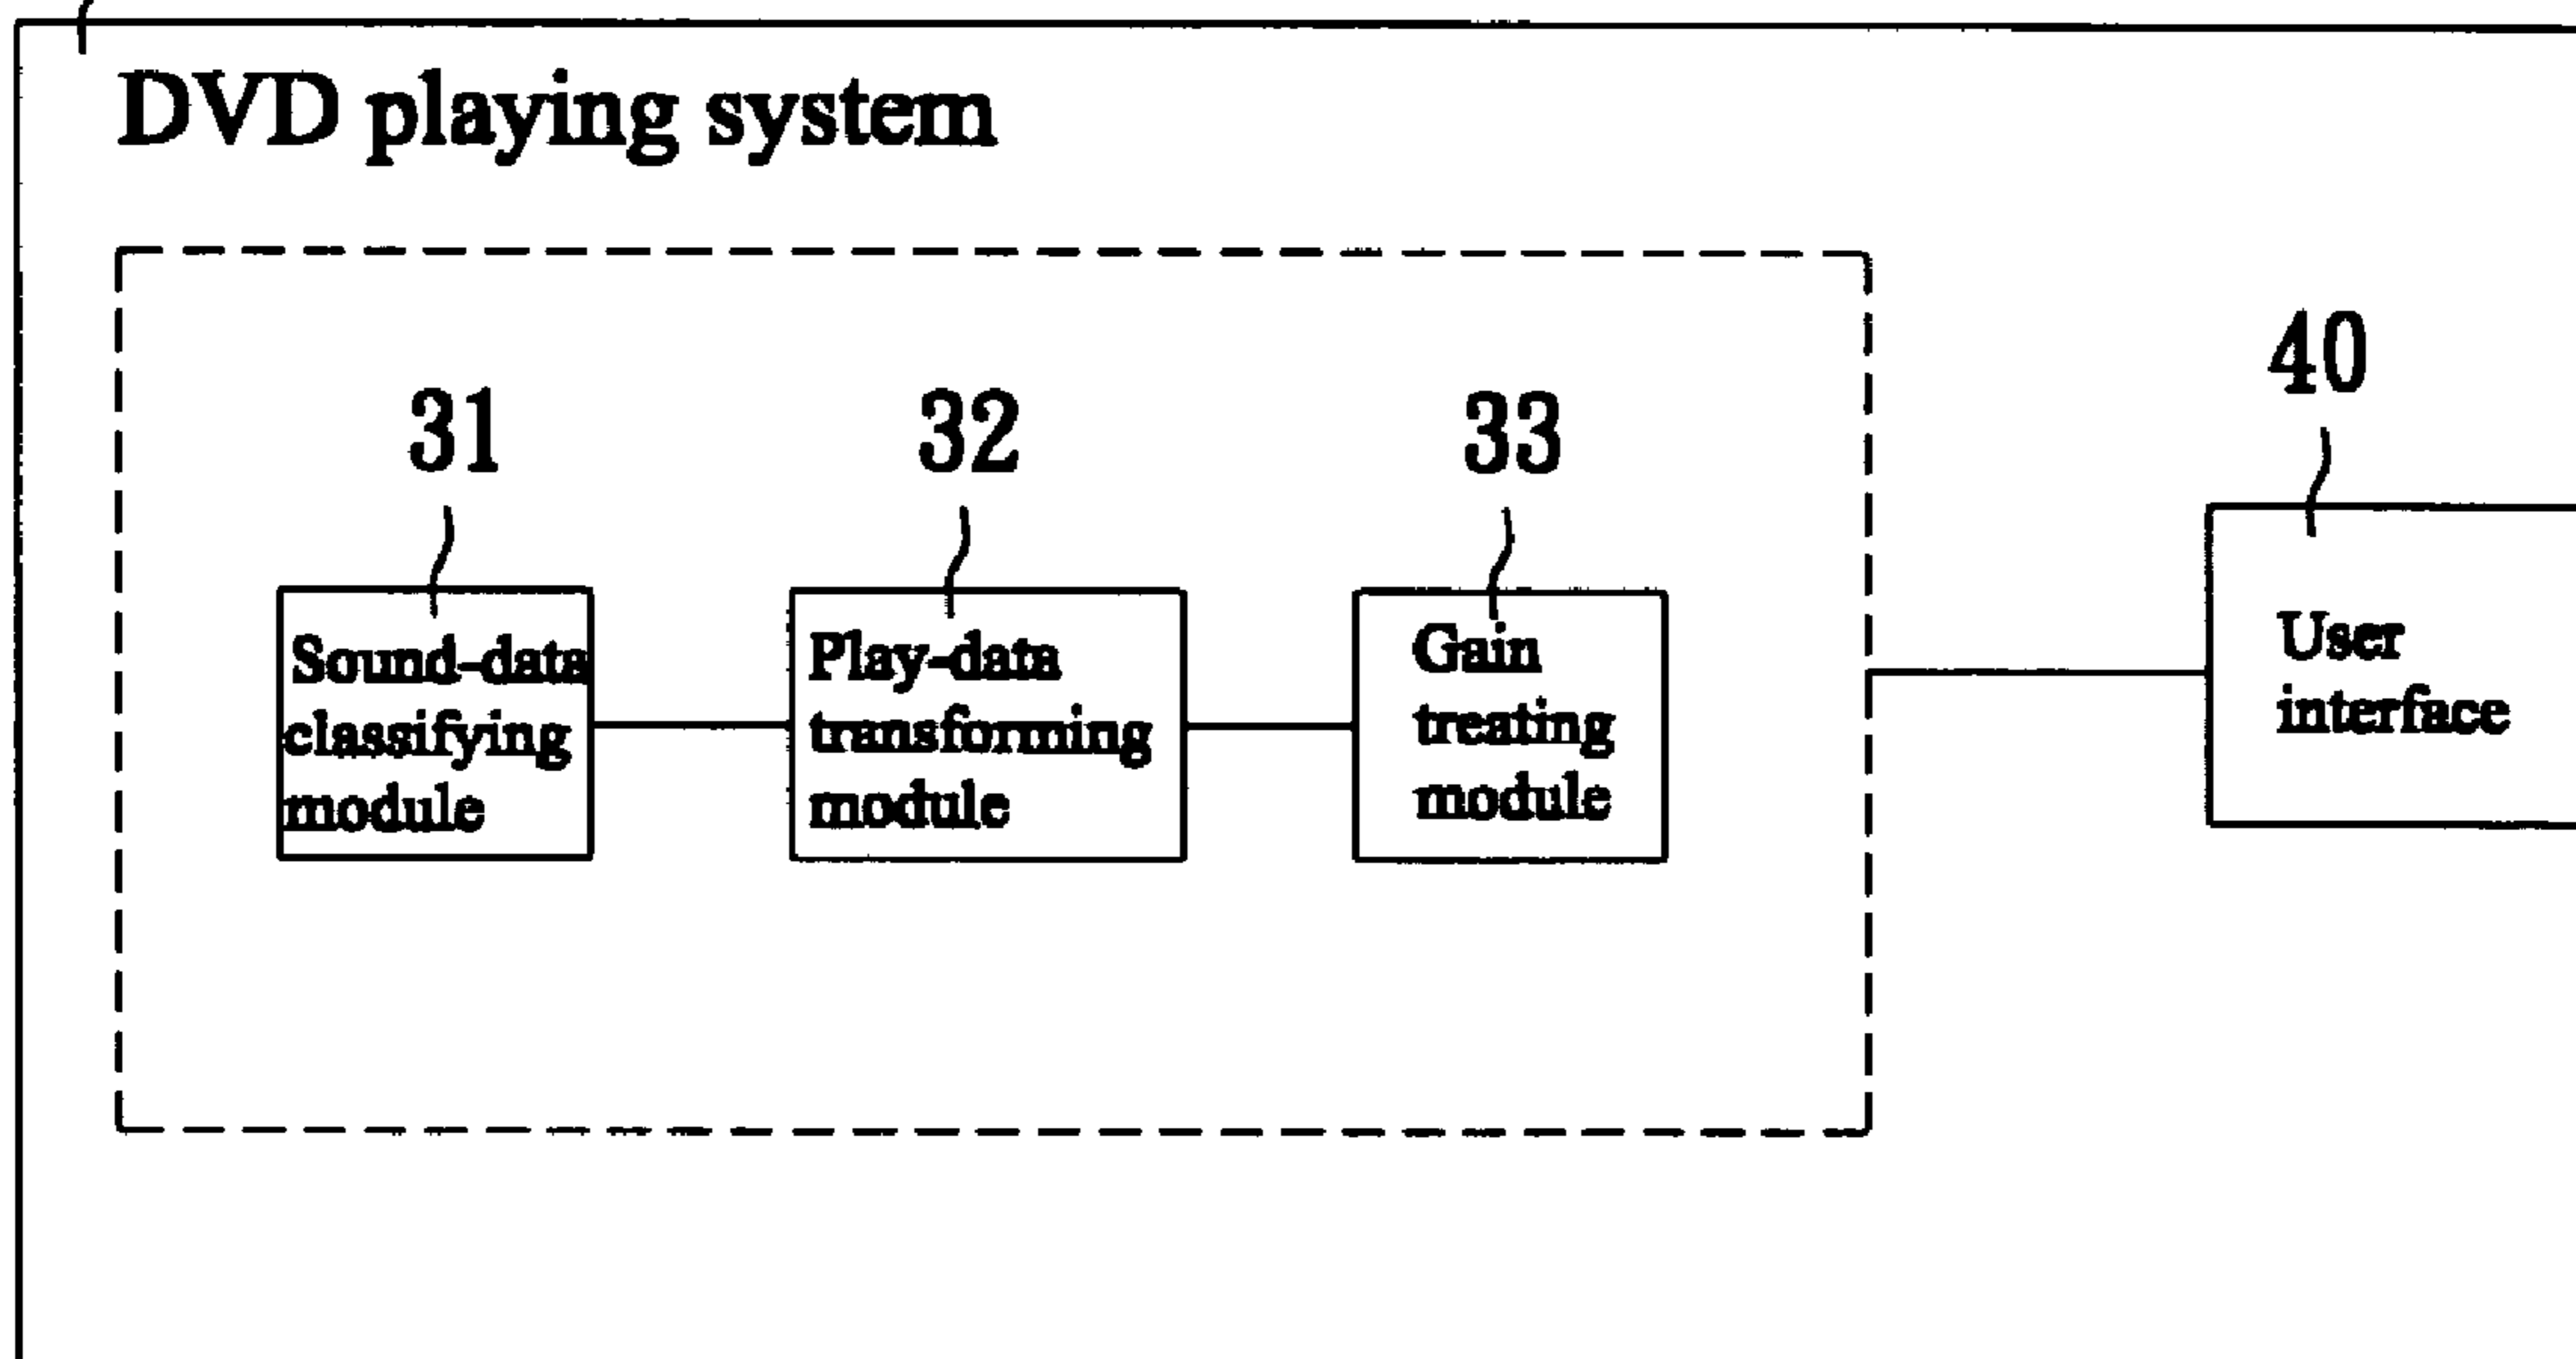 DVD playing system
40
31
32
33
Sound-data
classifying
module
Play-data
transforming
module
Gain
treating
module
User
interface